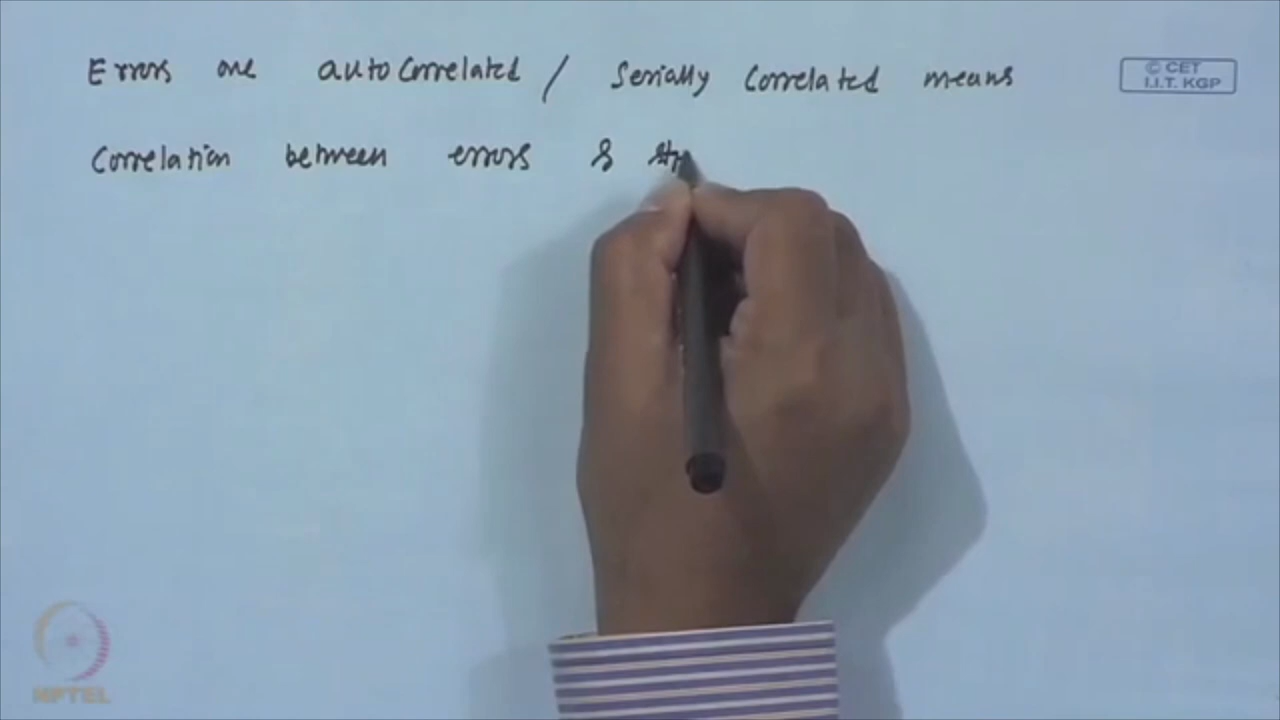 Errors are autocorrelated / Serially correlated means
© CET
I.I.T. KGP
Correlation between errors s
NPTEL